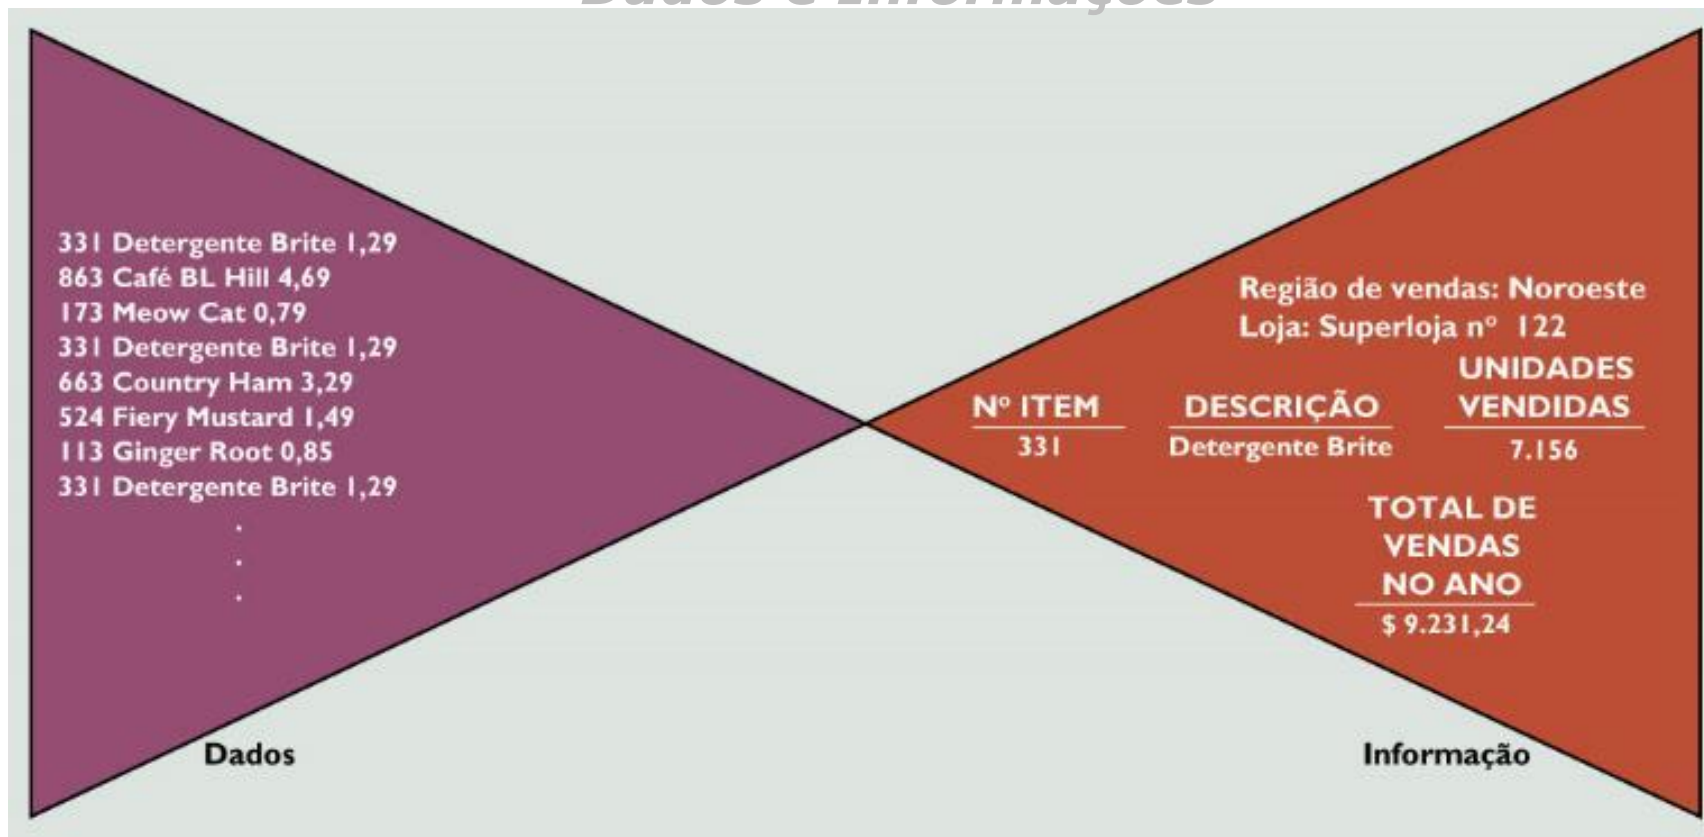 Dados e Informações
331 Detergente Brite 1,29
863 Café BL Hill 4,69
173 Meow Cat 0,79
331 Detergente Brite 1,29
663 Country Ham 3,29
524 Fiery Mustard 1,49
113 Ginger Root 0,85
331 Detergente Brite 1,29
.
.
.
Dados
Região de vendas: Noroeste
Loja: Superloja nº 122
Nº ITEM DESCRIÇÃO UNIDADES VENDIDAS
331 Detergente Brite 7.156
TOTAL DE
VENDAS
NO ANO
$ 9.231,24
Informação